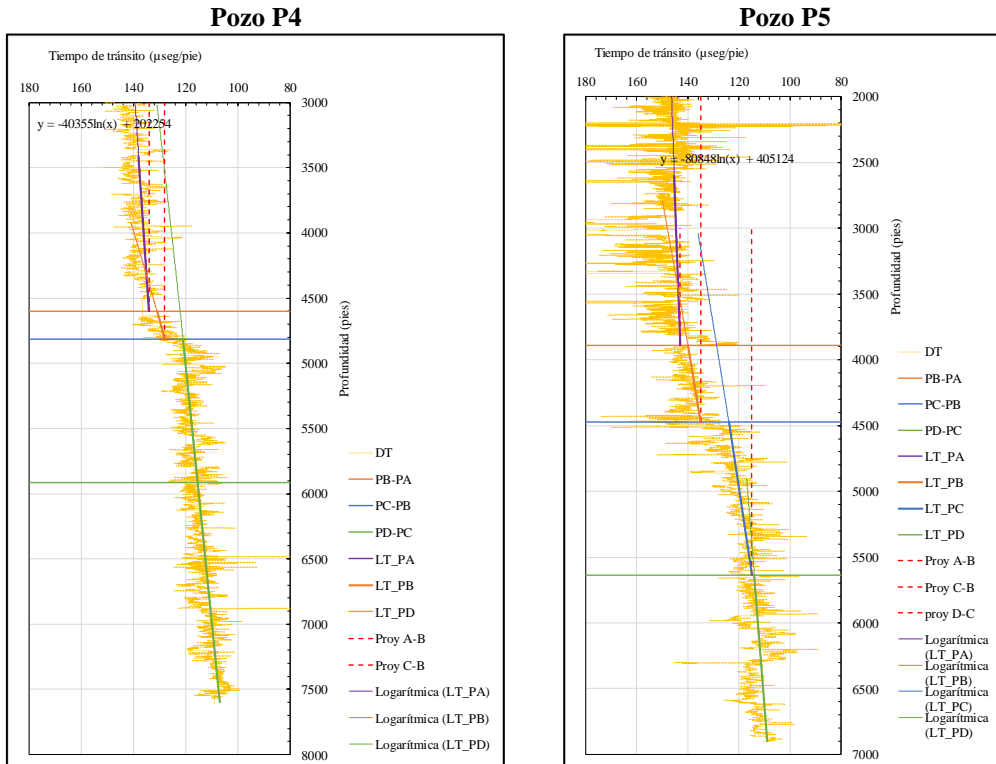 Pozo P4
Tiempo de tránsito (µseg/pie)
180 160 140 120 100 80
3000
y = -40355ln(x) + 202254
3500
4000
4500
5000
5500
6000
6500
7000
7500
8000
Profundidad (pies)
DT
PB-PA
PC-PB
PD-PC
LT_PA
LT_PB
LT_PD
Proy A-B
Proy C-B
Logarítmica (LT_PA)
Logarítmica (LT_PB)
Logarítmica (LT_PD)
Pozo P5
Tiempo de tránsito (µseg/pie)
180 160 140 120 100 80
2000
2500
y = -80848ln(x) + 405124
3000
3500
4000
4500
5000
5500
6000
6500
7000
Profundidad (pies)
DT
PB-PA
PC-PB
PD-PC
LT_PA
LT_PB
LT_PC
LT_PD
Proy A-B
Proy C-B
proy D-C
Logarítmica
(LT_PA)
Logarítmica
(LT_PB)
Logarítmica
(LT_PC)
Logarítmica
(LT_PD)